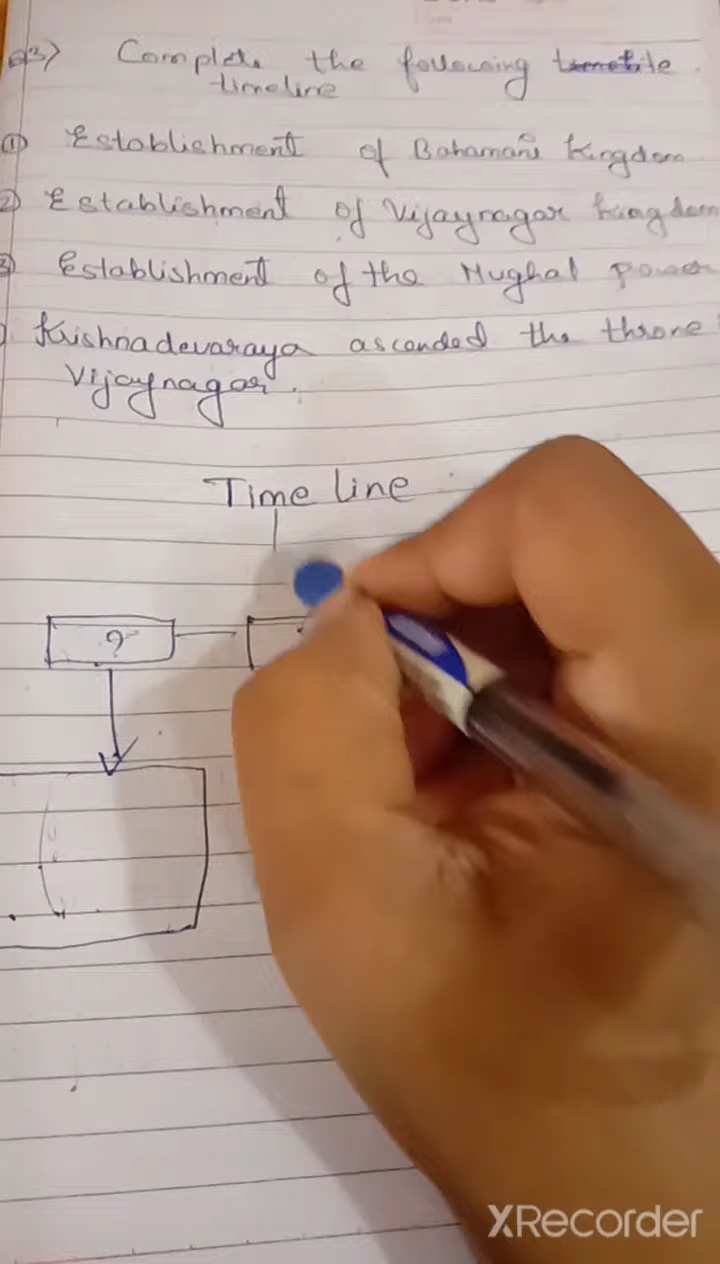 Q3) Complete the following
timeline
① Establishment of Bahamani Kingdom
2) Establishment of Vijaynagar kingdom
3) Establishment of the Mughal power
Krishnadevaraya ascended the throne
Vijaynagar.
Time line
?
XRecorder